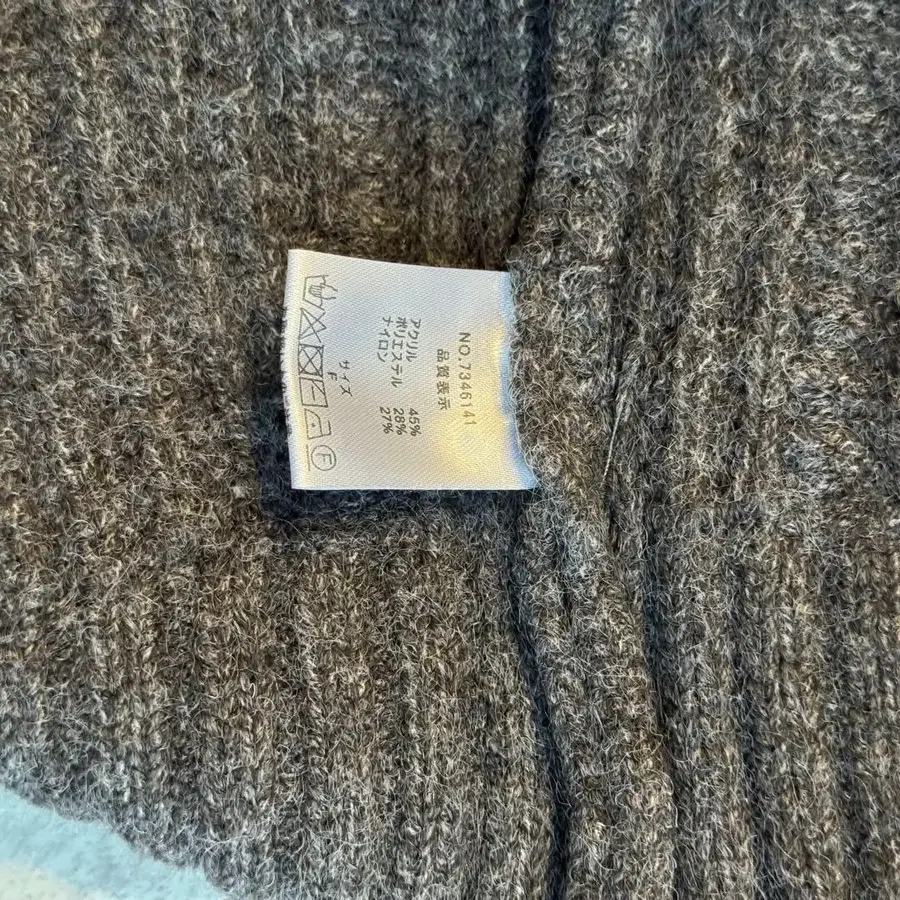 NO.7346141
品質表示
アクリル 45%
ポリエステル 28%
ナイロン 27%
サイズ
F
F